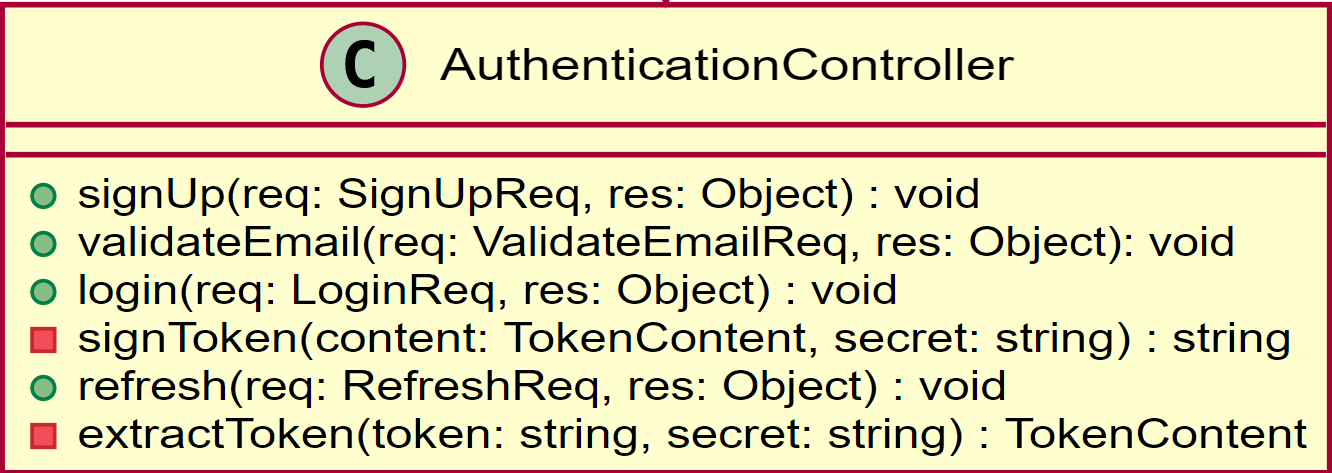 C AuthenticationController
signUp(req: SignUpReq, res: Object) : void
validateEmail(req: ValidateEmailReq, res: Object): void
login(req: LoginReq, res: Object) : void
signToken(content: TokenContent, secret: string) : string
refresh(req: RefreshReq, res: Object) : void
extractToken(token: string, secret: string) : TokenContent